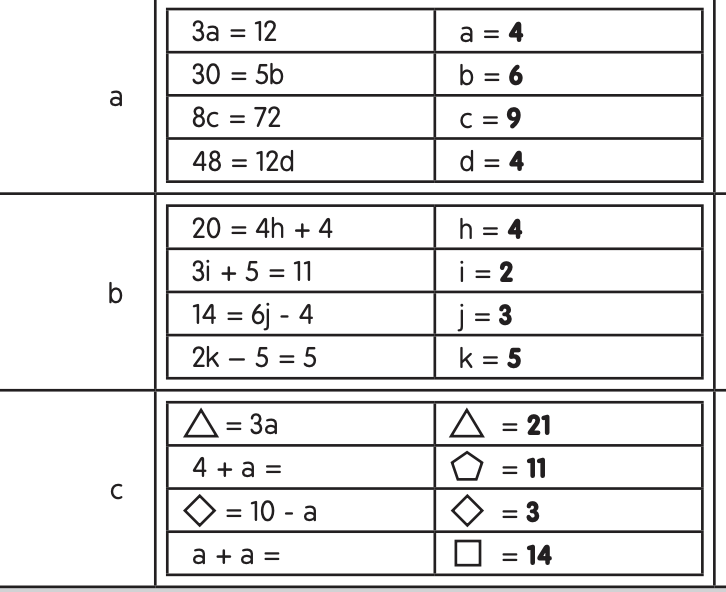 a
3a = 12 a = 4
30 = 5b b = 6
8c = 72 c = 9
48 = 12d d = 4
b
20 = 4h + 4 h = 4
3i + 5 = 11 i = 2
14 = 6j - 4 j = 3
2k – 5 = 5 k = 5
c
△ = 3a △ = 21
4 + a = ⬠ = 11
◇ = 10 - a ◇ = 3
a + a = □ = 14